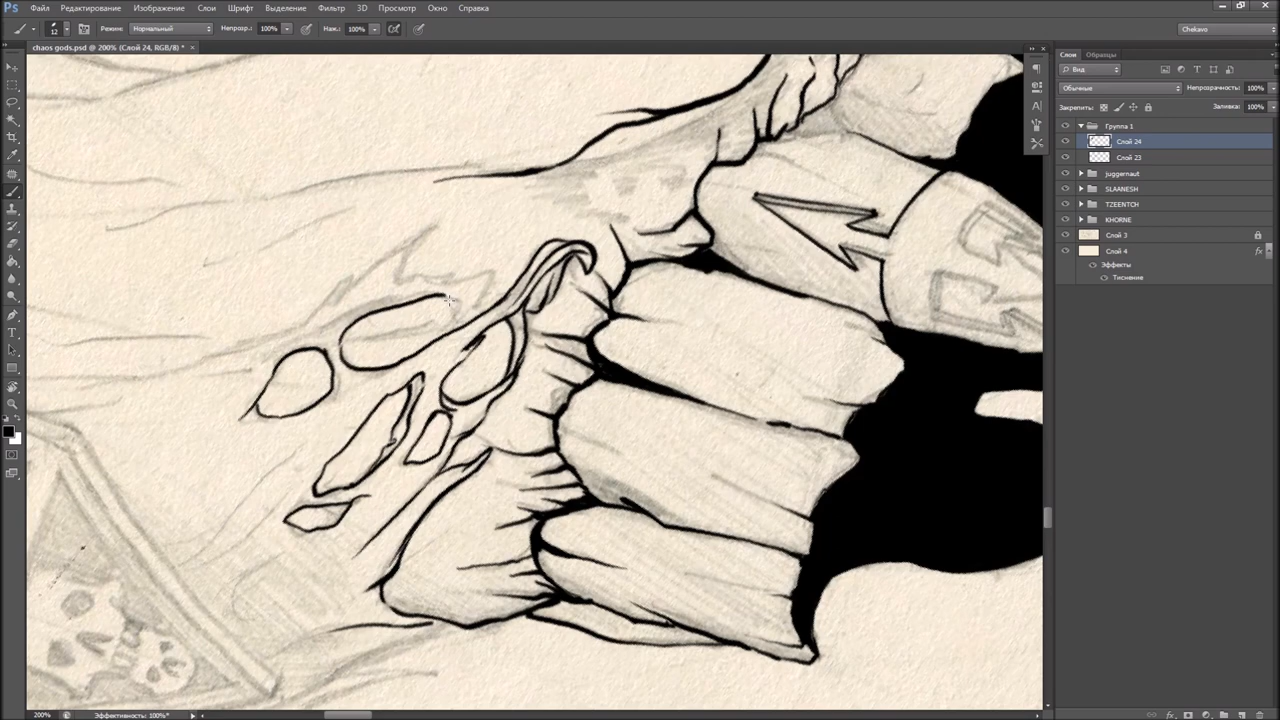 Ps Файл Редактирование Изображение Слои Шрифт Выделение Фильтр 3D Просмотр Окно Справка
12 Режим: Нормальный Непрозр.: 100% Наж.: 100% Chekavo
chaos gods.psd @ 200% (Слой 24, RGB/8) * ×
Слои Образцы
Вид
Обычные Непрозрачность: 100%
Закрепить: Заливка: 100%
Группа 1
Слой 24
Слой 23
juggernaut
SLAANESH
TZEENTCH
KHORNE
Слой 3
Слой 4 fx
Эффекты
Тиснение
200% Эффективность: 100%*